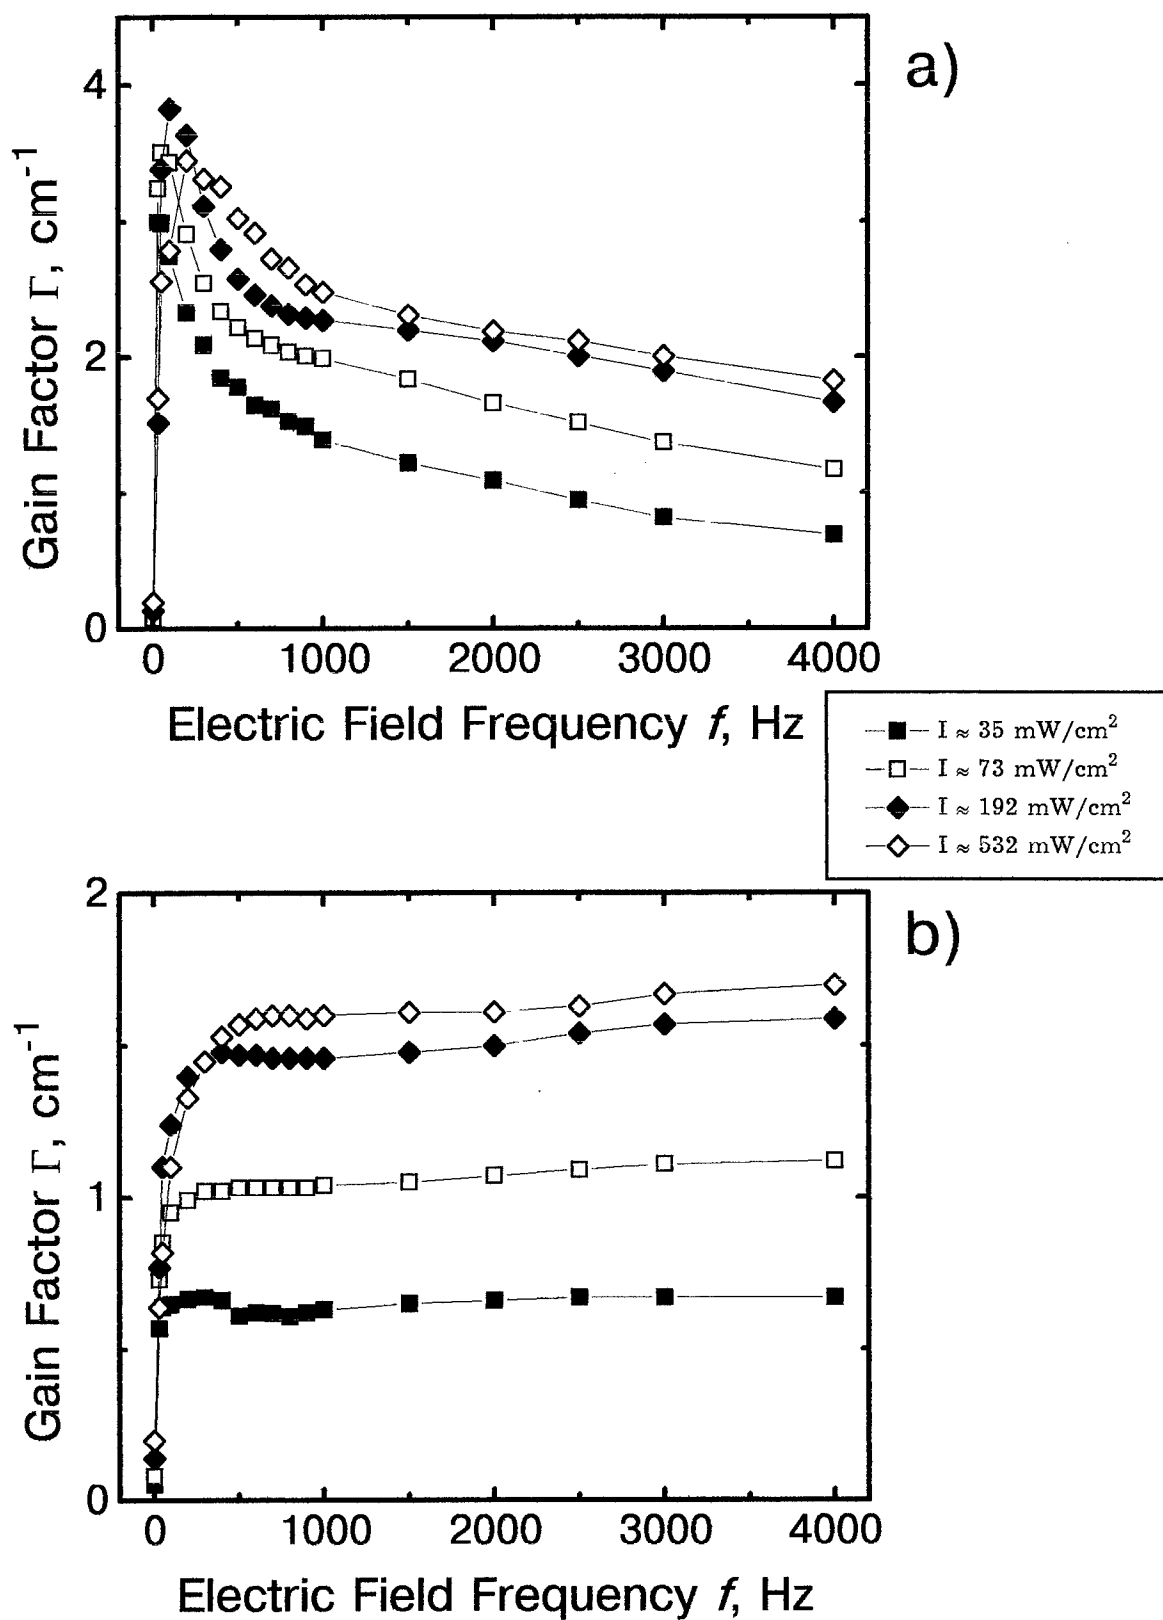 a)
4
2
0
Gain Factor Γ, cm⁻¹
0 1000 2000 3000 4000
Electric Field Frequency f, Hz
I ≈ 35 mW/cm²
I ≈ 73 mW/cm²
I ≈ 192 mW/cm²
I ≈ 532 mW/cm²
b)
2
1
0
Gain Factor Γ, cm⁻¹
0 1000 2000 3000 4000
Electric Field Frequency f, Hz